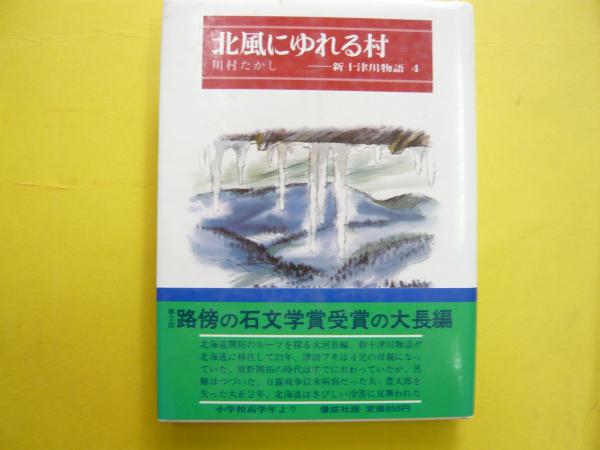 北風にゆれる村
川村たかし ――新十津川物語 4
第2回 路傍の石文学賞受賞の大長編
北海道開拓のルーツを探る大河長編、新十津川物語!!
北海道に移住して23年、津田フキは4児の母親になっ
ていた。原野開拓の時代はすでにおわっていたが、苦
難はつづいた。日露戦争以来病弱だった夫、豊太郎を
失った大正2年、北海道はきびしい冷害に見舞われた
小学校高学年より 偕成社版 定価850円